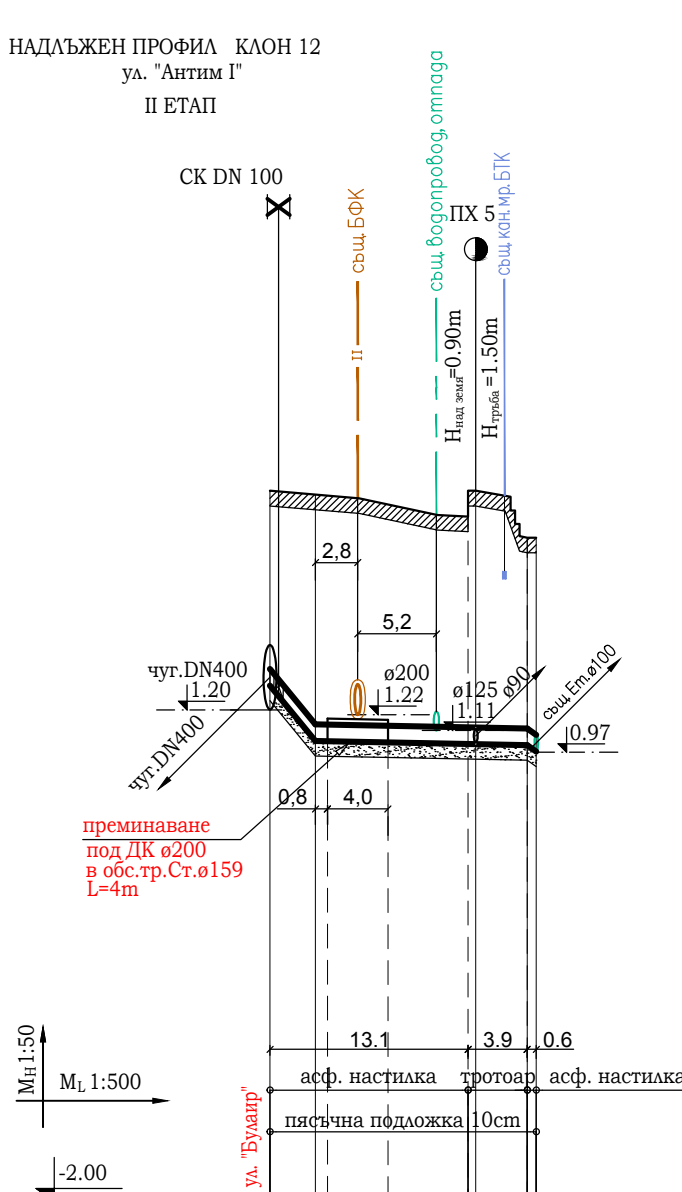 НАДЛЪЖЕН ПРОФИЛ КЛОН 12
ул. "Антим I"
II ЕТАП
СК DN 100
същ. БФК
същ. водопровод, отпада
ПХ 5
същ. кан. мр. БТК
II
Hнад земя=0.90m
Hтръба =1.50m
2,8
5,2
чуг.DN400
1.20
ø200
1.22
ø125
1.11
ø90
същ. Ет.ø100
0.97
чуг.DN400
0,8
4,0
преминаване
под ДК ø200
в обс.тр.Ст.ø159
L=4m
13.1
3.9
0.6
MH 1:50
ML 1:500
асф. настилка
тротоар
асф. настилка
пясъчна подложка 10cm
ул. "Булаир"
-2.00